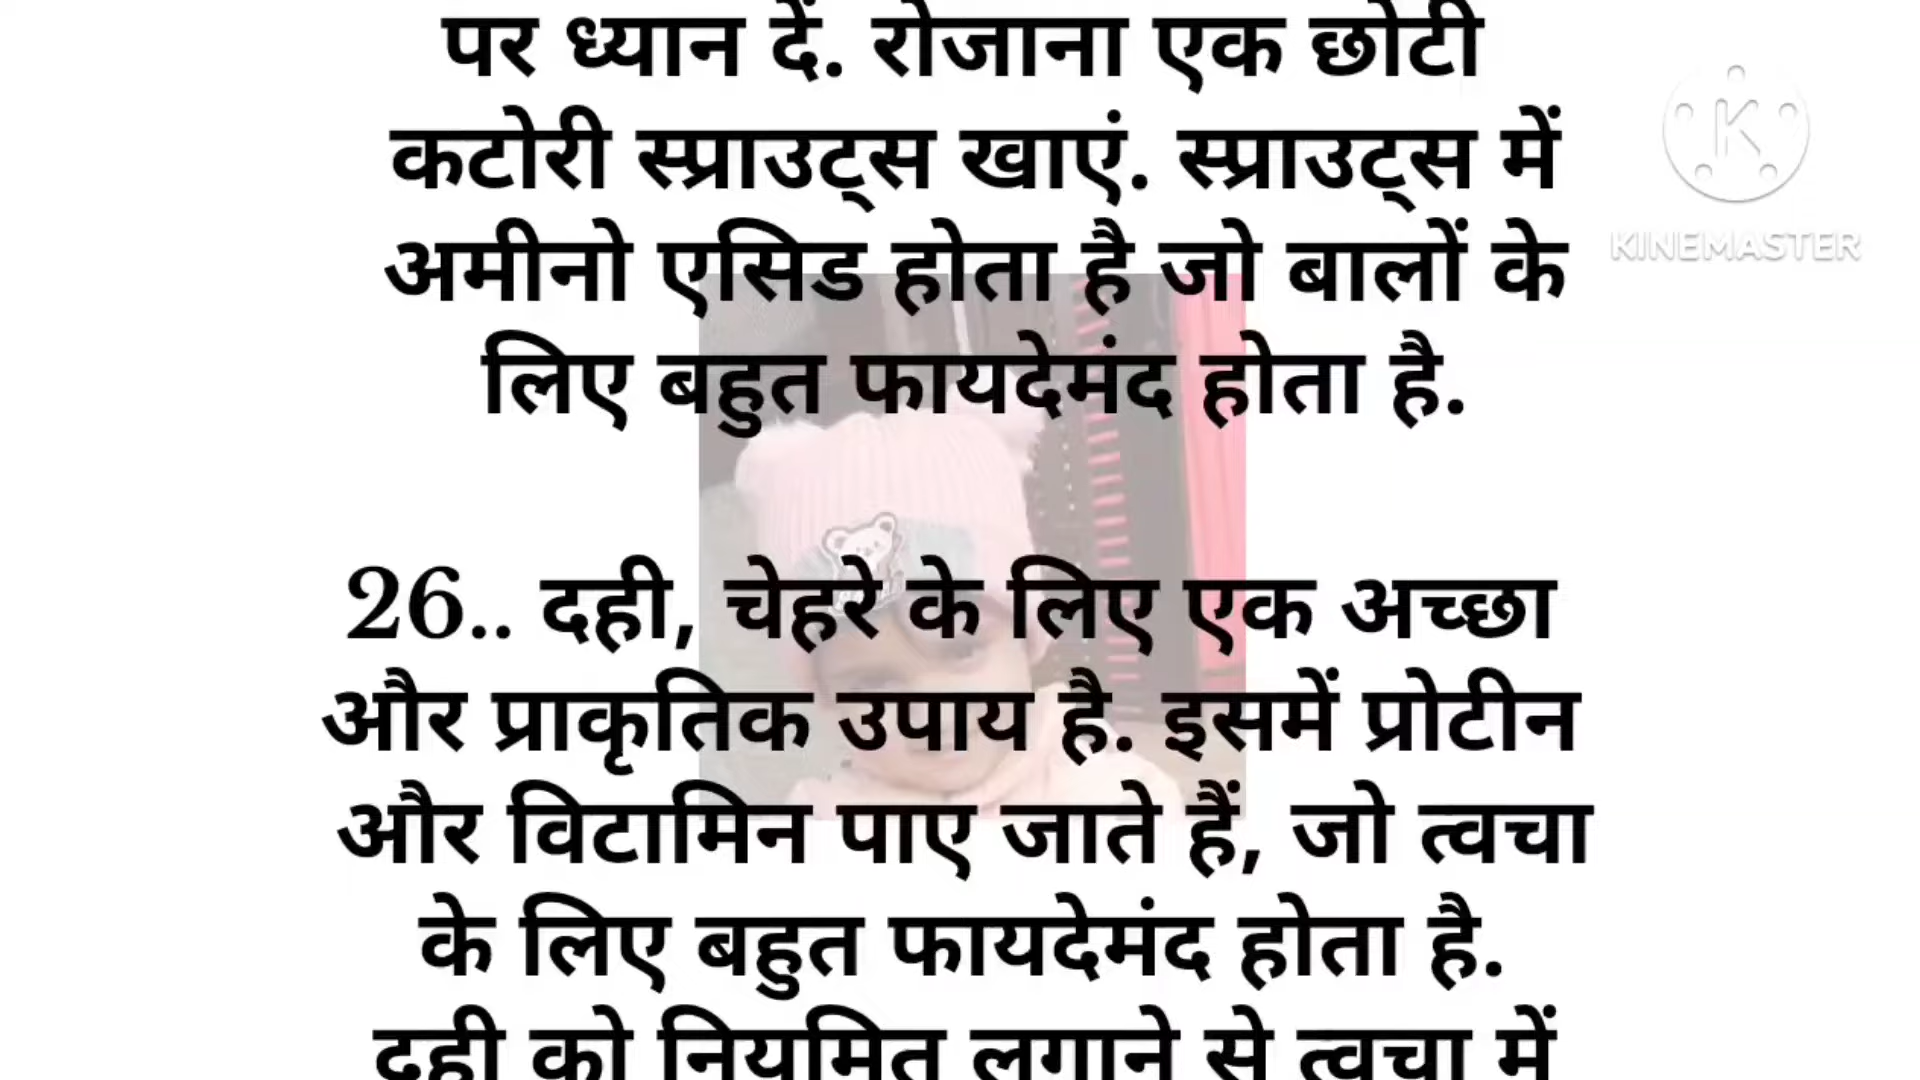 पर ध्यान दें. रोजाना एक छोटी
कटोरी स्प्राउट्स खाएं. स्प्राउट्स में
अमीनो एसिड होता है जो बालों के
लिए बहुत फायदेमंद होता है.
26.. दही, चेहरे के लिए एक अच्छा
और प्राकृतिक उपाय है. इसमें प्रोटीन
और विटामिन पाए जाते हैं, जो त्वचा
के लिए बहुत फायदेमंद होता है.
दही को नियमित लगाने से त्वचा में
K
KINEMASTER